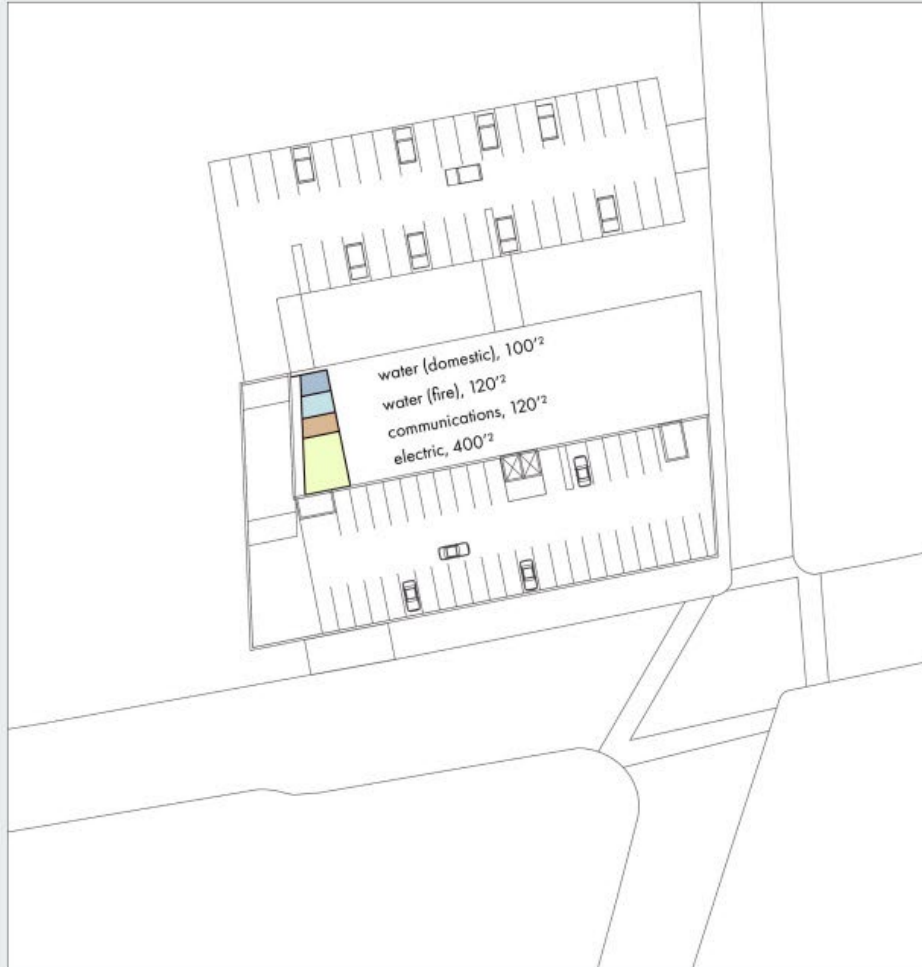 water (domestic), 100'²
water (fire), 120'²
communications, 120'²
electric, 400'²